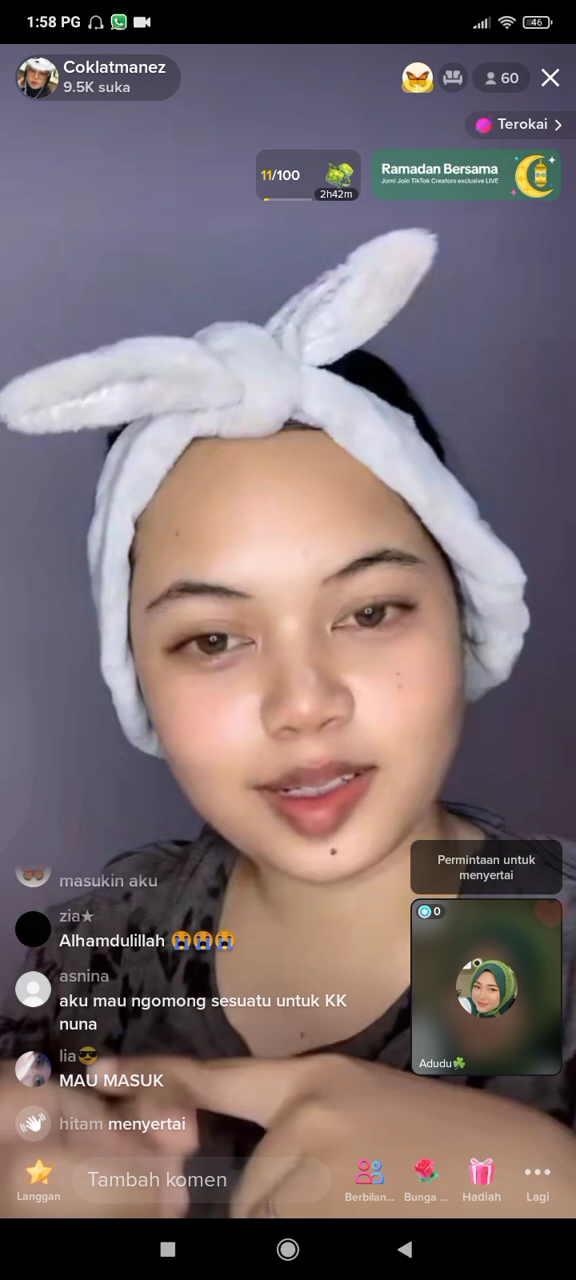 1:58 PG
46
Coklatmanez
9.5K suka
60
Terokai
11/100
2h42m
Ramadan Bersama
Jom! Join TikTok Creators exclusive LIVE
masukin aku
zia★
Alhamdulillah 😭😭😭
asnina
aku mau ngomong sesuatu untuk KK
nuna
lia😎
MAU MASUK
hitam menyertai
Permintaan untuk
menyertai
0
Adudu☘️
Langgan
Tambah komen
Berbilan...
Bunga ...
Hadiah
Lagi